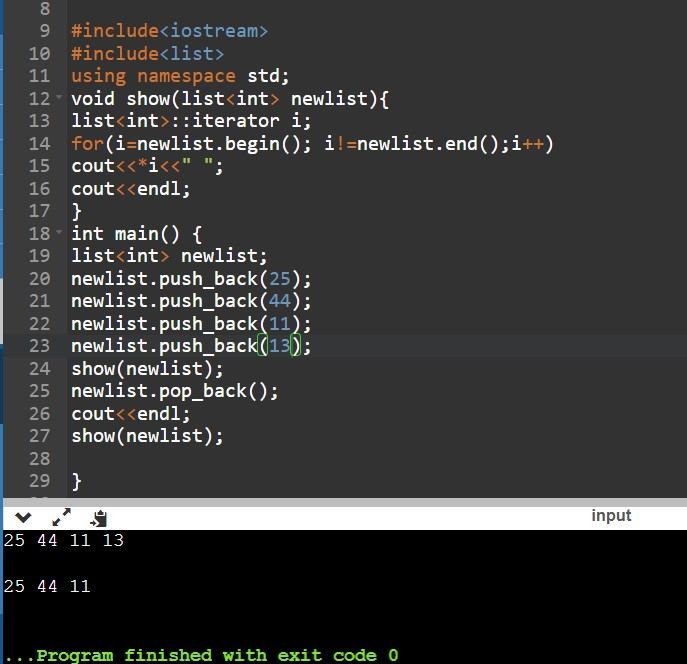 8
9 #include<iostream>
10 #include<list>
11 using namespace std;
12 void show(list<int> newlist){
13 list<int>::iterator i;
14 for(i=newlist.begin(); i!=newlist.end();i++)
15 cout<<*i<<" ";
16 cout<<endl;
17 }
18 int main() {
19 list<int> newlist;
20 newlist.push_back(25);
21 newlist.push_back(44);
22 newlist.push_back(11);
23 newlist.push_back(13);
24 show(newlist);
25 newlist.pop_back();
26 cout<<endl;
27 show(newlist);
28
29 }
input
25 44 11 13
25 44 11
...Program finished with exit code 0